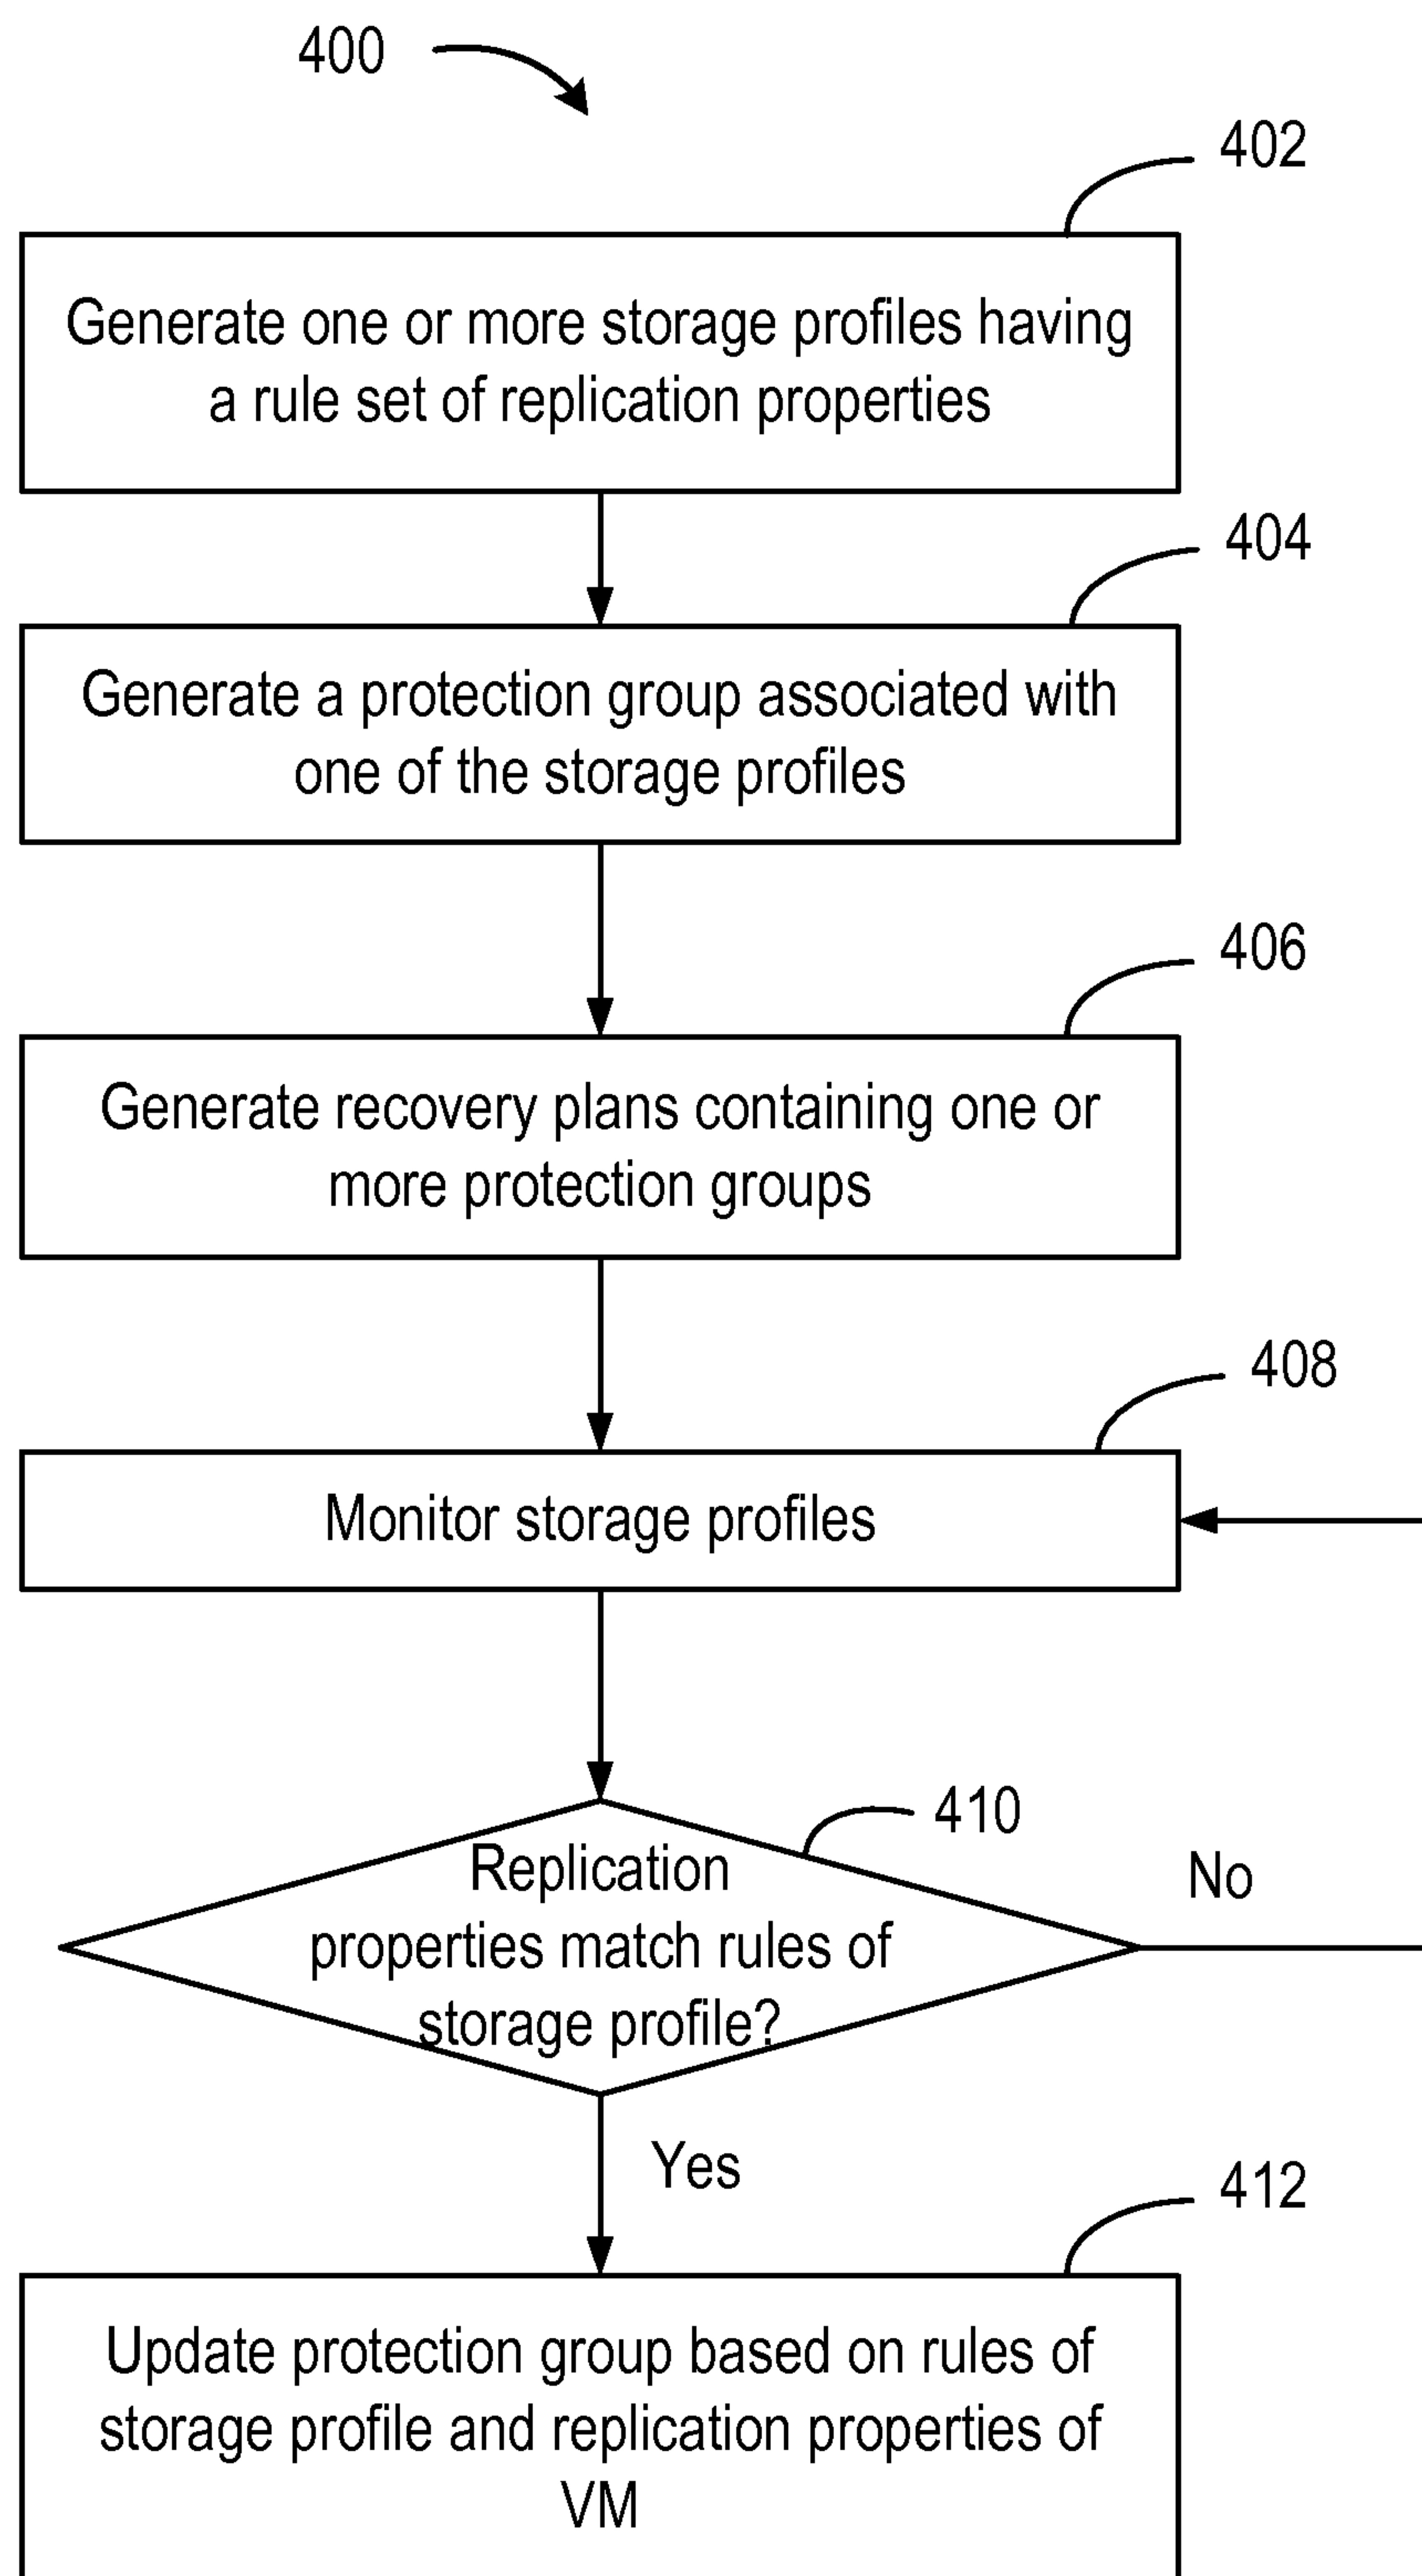 400
402
Generate one or more storage profiles having
a rule set of replication properties
404
Generate a protection group associated with
one of the storage profiles
406
Generate recovery plans containing one or
more protection groups
408
Monitor storage profiles
410
Replication
properties match rules of
storage profile?
No
Yes
412
Update protection group based on rules of
storage profile and replication properties of
VM